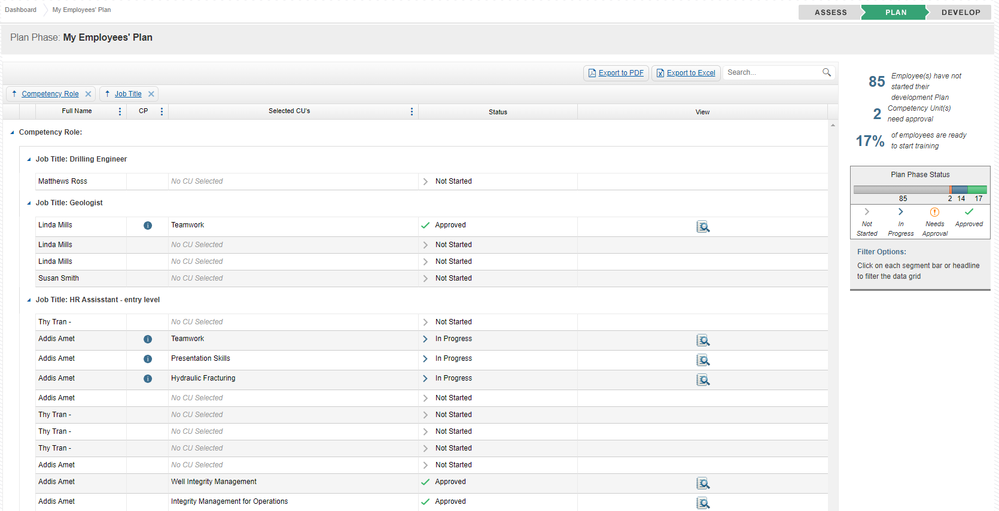 Dashboard My Employees' Plan
ASSESS PLAN DEVELOP
Plan Phase: My Employees' Plan
Export to PDF Export to Excel Search...
Competency Role Job Title
Full Name CP Selected CU's Status View
Competency Role:
Job Title: Drilling Engineer
Matthews Ross No CU Selected Not Started
Job Title: Geologist
Linda Mills Teamwork Approved
Linda Mills No CU Selected Not Started
Linda Mills No CU Selected Not Started
Susan Smith No CU Selected Not Started
Job Title: HR Assisstant - entry level
Thy Tran - No CU Selected Not Started
Addis Amet Teamwork In Progress
Addis Amet Presentation Skills In Progress
Addis Amet Hydraulic Fracturing In Progress
Addis Amet No CU Selected Not Started
Thy Tran - No CU Selected Not Started
Thy Tran - No CU Selected Not Started
Thy Tran - No CU Selected Not Started
Addis Amet No CU Selected Not Started
Addis Amet Well Integrity Management Approved
Addis Amet Integrity Management for Operations Approved
85 Employee(s) have not
started their
development Plan
2 Competency Unit(s)
need approval
17% of employees are ready
to start training
Plan Phase Status
85 2 14 17
Not In Needs Approved
Started Progress Approval
Filter Options:
Click on each segment bar or headline
to filter the data grid